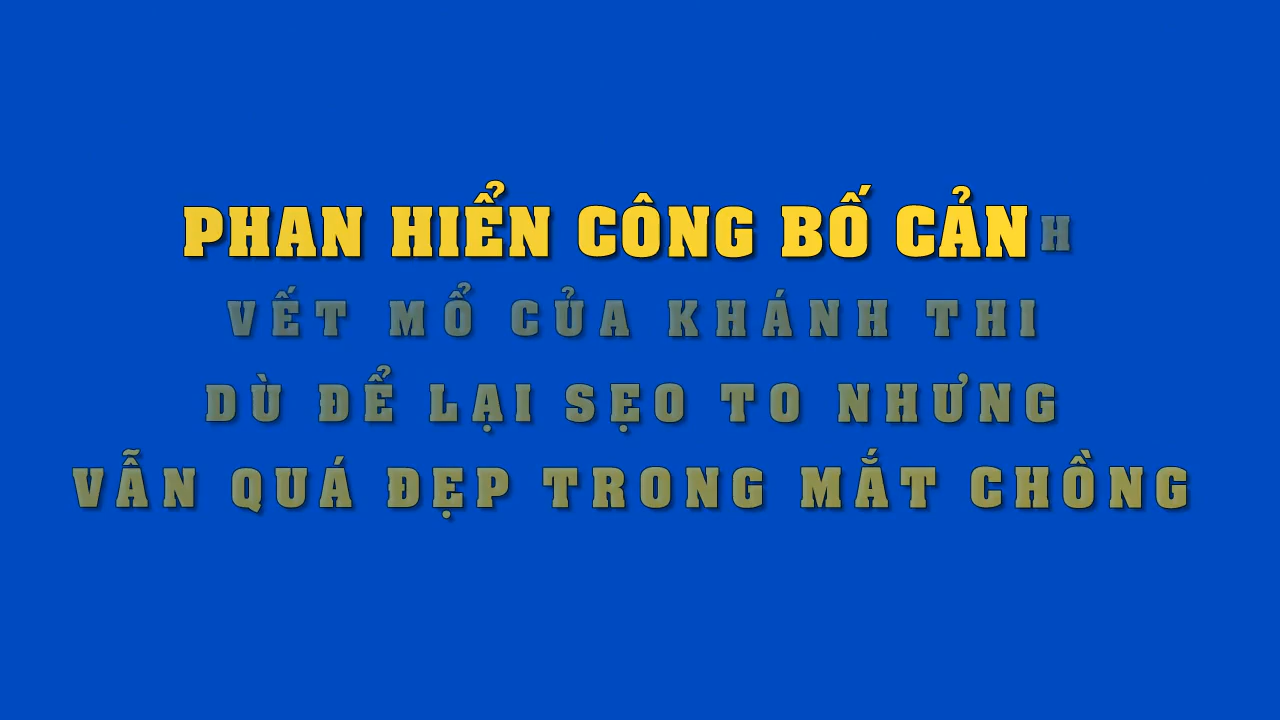 PHAN HIỂN CÔNG BỐ CẢNH
VẾT MỔ CỦA KHÁNH THI
DÙ ĐỂ LẠI SẸO TO NHƯNG
VẪN QUÁ ĐẸP TRONG MẮT CHỒNG